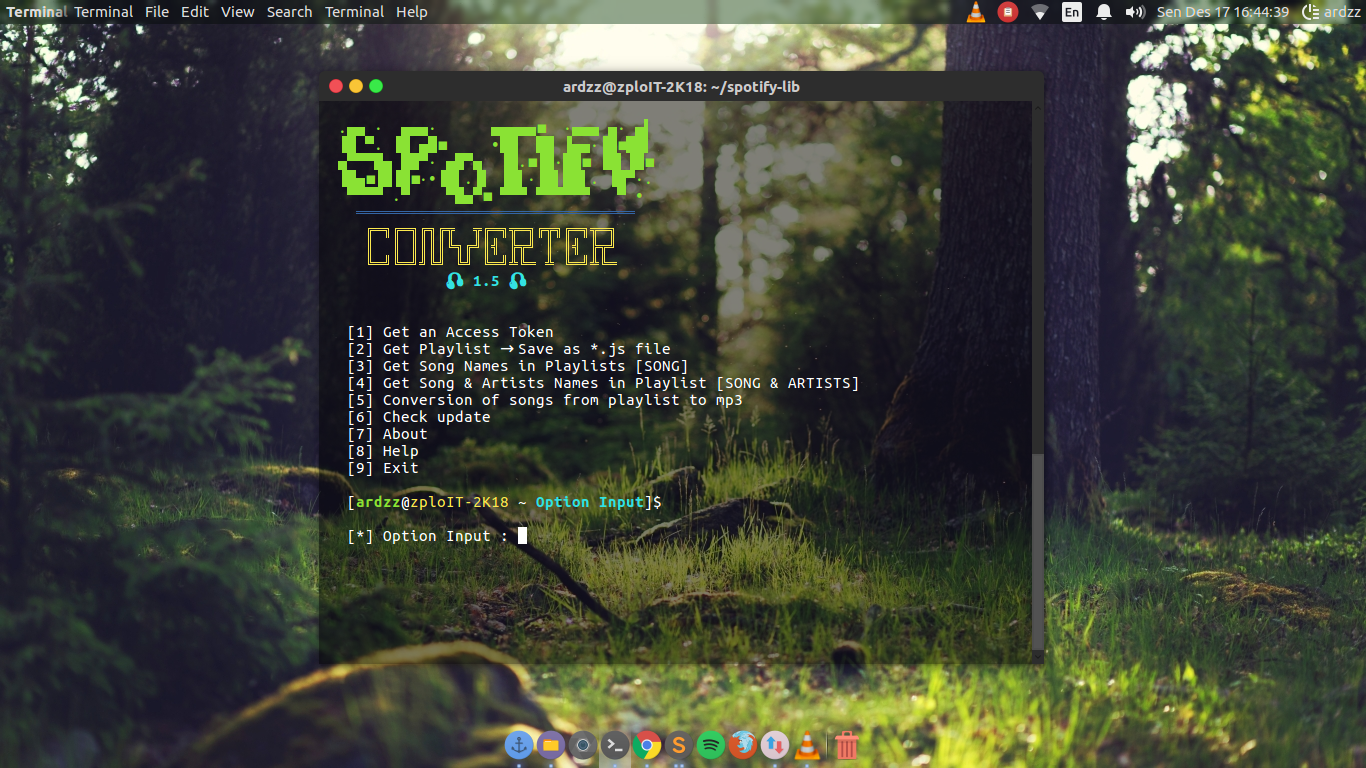 Terminal Terminal File Edit View Search Terminal Help En Sen Des 17 16:44:39 ardzz
ardzz@zploIT-2K18: ~/spotify-lib
SPoTiFY
CONVERTER
1.5
[1] Get an Access Token
[2] Get Playlist →Save as *.js file
[3] Get Song Names in Playlists [SONG]
[4] Get Song & Artists Names in Playlist [SONG & ARTISTS]
[5] Conversion of songs from playlist to mp3
[6] Check update
[7] About
[8] Help
[9] Exit
[ardzz@zploIT-2K18 ~ Option Input]$
[*] Option Input :